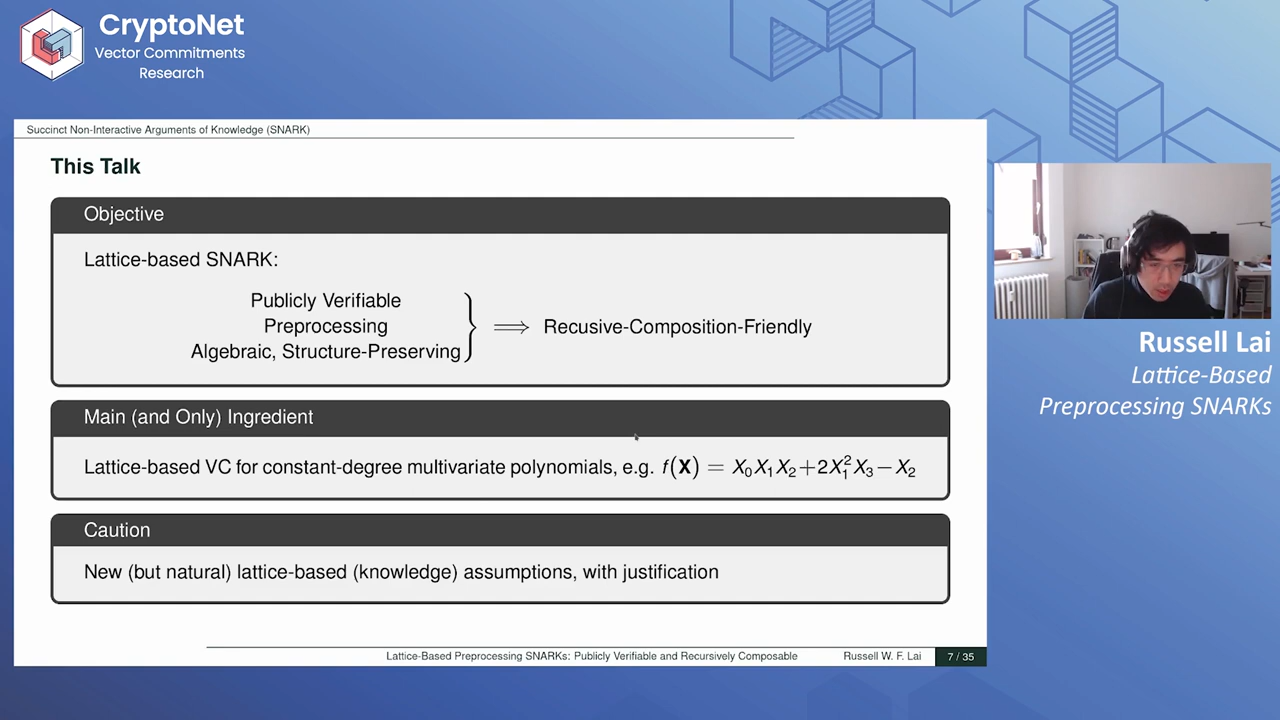 CryptoNet
Vector Commitments
Research
Succinct Non-Interactive Arguments of Knowledge (SNARK)
This Talk
Objective
Lattice-based SNARK:
Publicly Verifiable
Preprocessing
Algebraic, Structure-Preserving
} ⟹ Recusive-Composition-Friendly
Main (and Only) Ingredient
Lattice-based VC for constant-degree multivariate polynomials, e.g. f(X) = X₀X₁X₂+2X₁²X₃−X₂
Caution
New (but natural) lattice-based (knowledge) assumptions, with justification
Lattice-Based Preprocessing SNARKs: Publicly Verifiable and Recursively Composable Russell W. F. Lai 7 / 35
Russell Lai
Lattice-Based
Preprocessing SNARKs